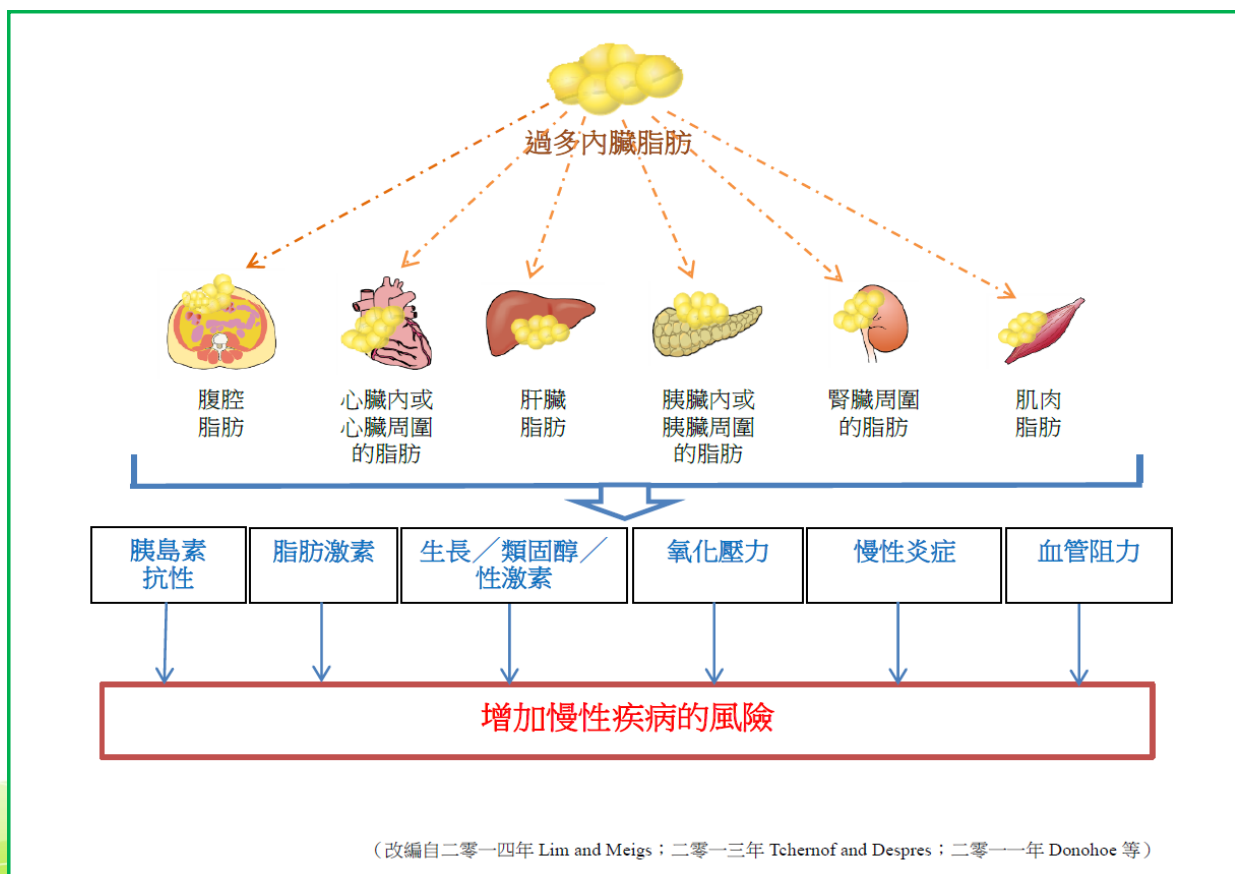 過多內臟脂肪
腹腔
脂肪
心臟內或
心臟周圍
的脂肪
肝臟
脂肪
胰臟內或
胰臟周圍
的脂肪
腎臟周圍
的脂肪
肌肉
脂肪
胰島素
抗性
脂肪激素
生長／類固醇／
性激素
氧化壓力
慢性炎症
血管阻力
增加慢性疾病的風險
（改編自二零一四年 Lim and Meigs；二零一三年 Tchernof and Despres；二零一一年 Donohoe 等）